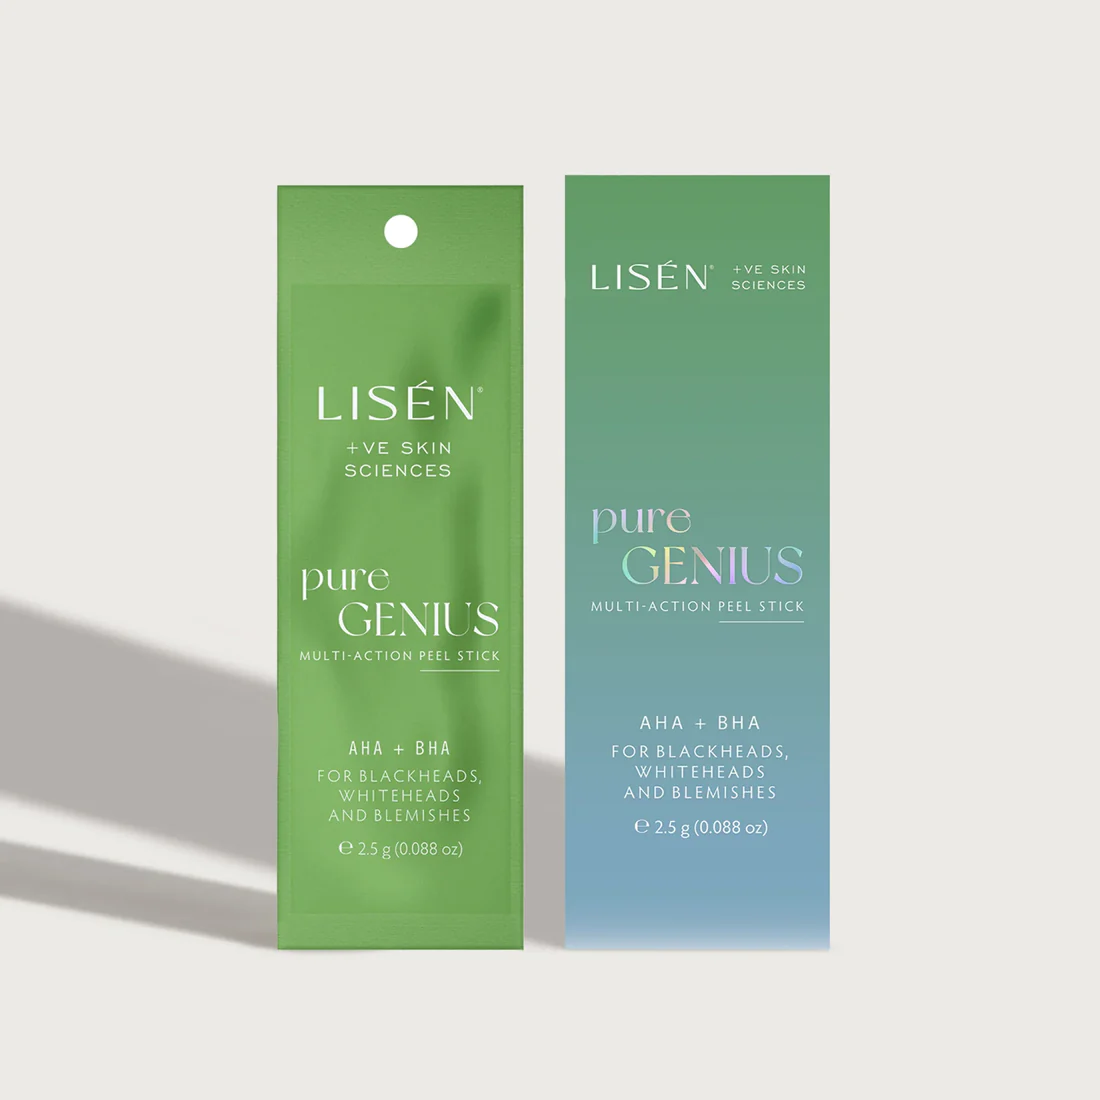 LISÉN®
+VE SKIN
SCIENCES
pure
GENIUS
MULTI-ACTION PEEL STICK
AHA + BHA
FOR BLACKHEADS,
WHITEHEADS
AND BLEMISHES
℮ 2.5 g (0.088 oz)
LISÉN®
+VE SKIN
SCIENCES
pure
GENIUS
MULTI-ACTION PEEL STICK
AHA + BHA
FOR BLACKHEADS,
WHITEHEADS
AND BLEMISHES
℮ 2.5 g (0.088 oz)